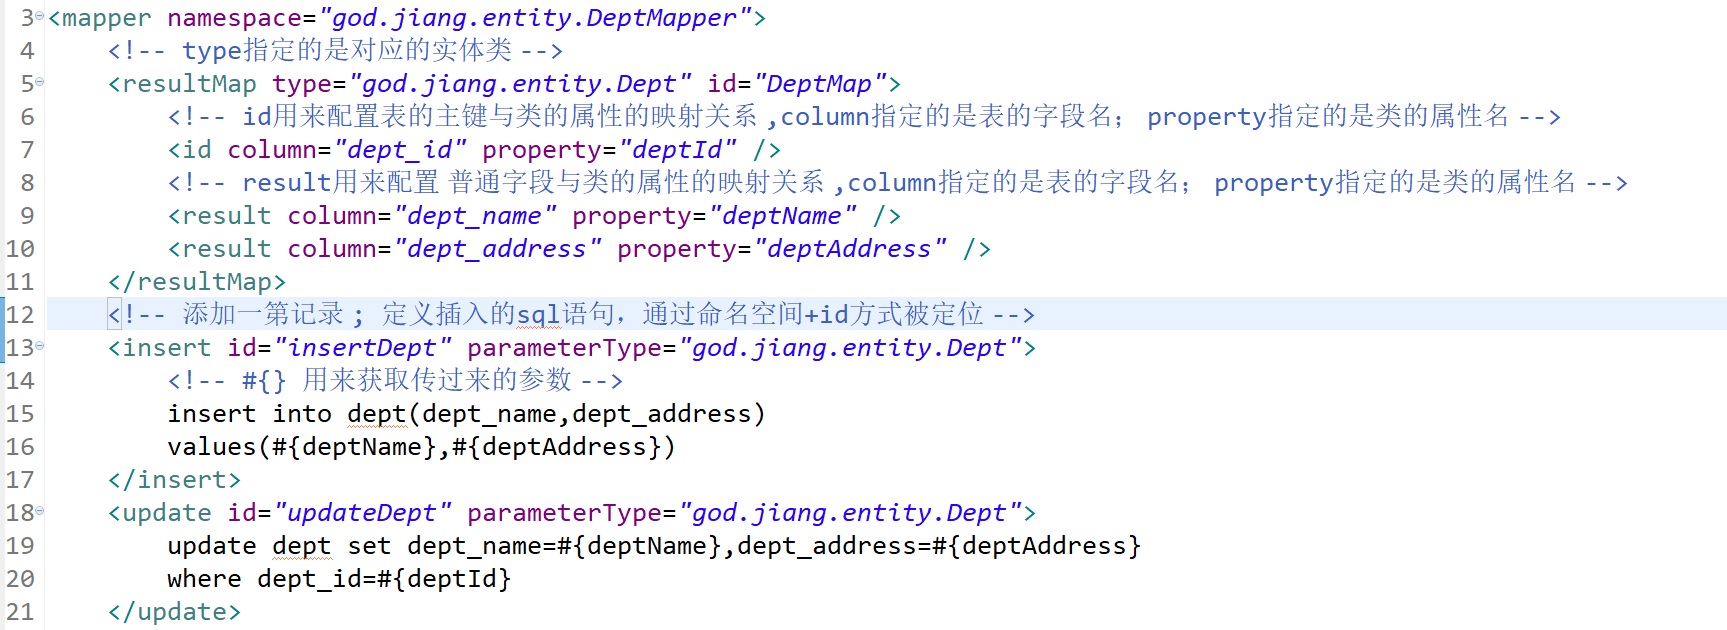 3 <mapper namespace="god.jiang.entity.DeptMapper">
4 <!-- type指定的是对应的实体类 -->
5 <resultMap type="god.jiang.entity.Dept" id="DeptMap">
6 <!-- id用来配置表的主键与类的属性的映射关系 ,column指定的是表的字段名； property指定的是类的属性名 -->
7 <id column="dept_id" property="deptId" />
8 <!-- result用来配置 普通字段与类的属性的映射关系 ,column指定的是表的字段名； property指定的是类的属性名 -->
9 <result column="dept_name" property="deptName" />
10 <result column="dept_address" property="deptAddress" />
11 </resultMap>
12 <!-- 添加一第记录 ; 定义插入的sql语句，通过命名空间+id方式被定位 -->
13 <insert id="insertDept" parameterType="god.jiang.entity.Dept">
14 <!-- #{} 用来获取传过来的参数 -->
15 insert into dept(dept_name,dept_address)
16 values(#{deptName},#{deptAddress})
17 </insert>
18 <update id="updateDept" parameterType="god.jiang.entity.Dept">
19 update dept set dept_name=#{deptName},dept_address=#{deptAddress}
20 where dept_id=#{deptId}
21 </update>